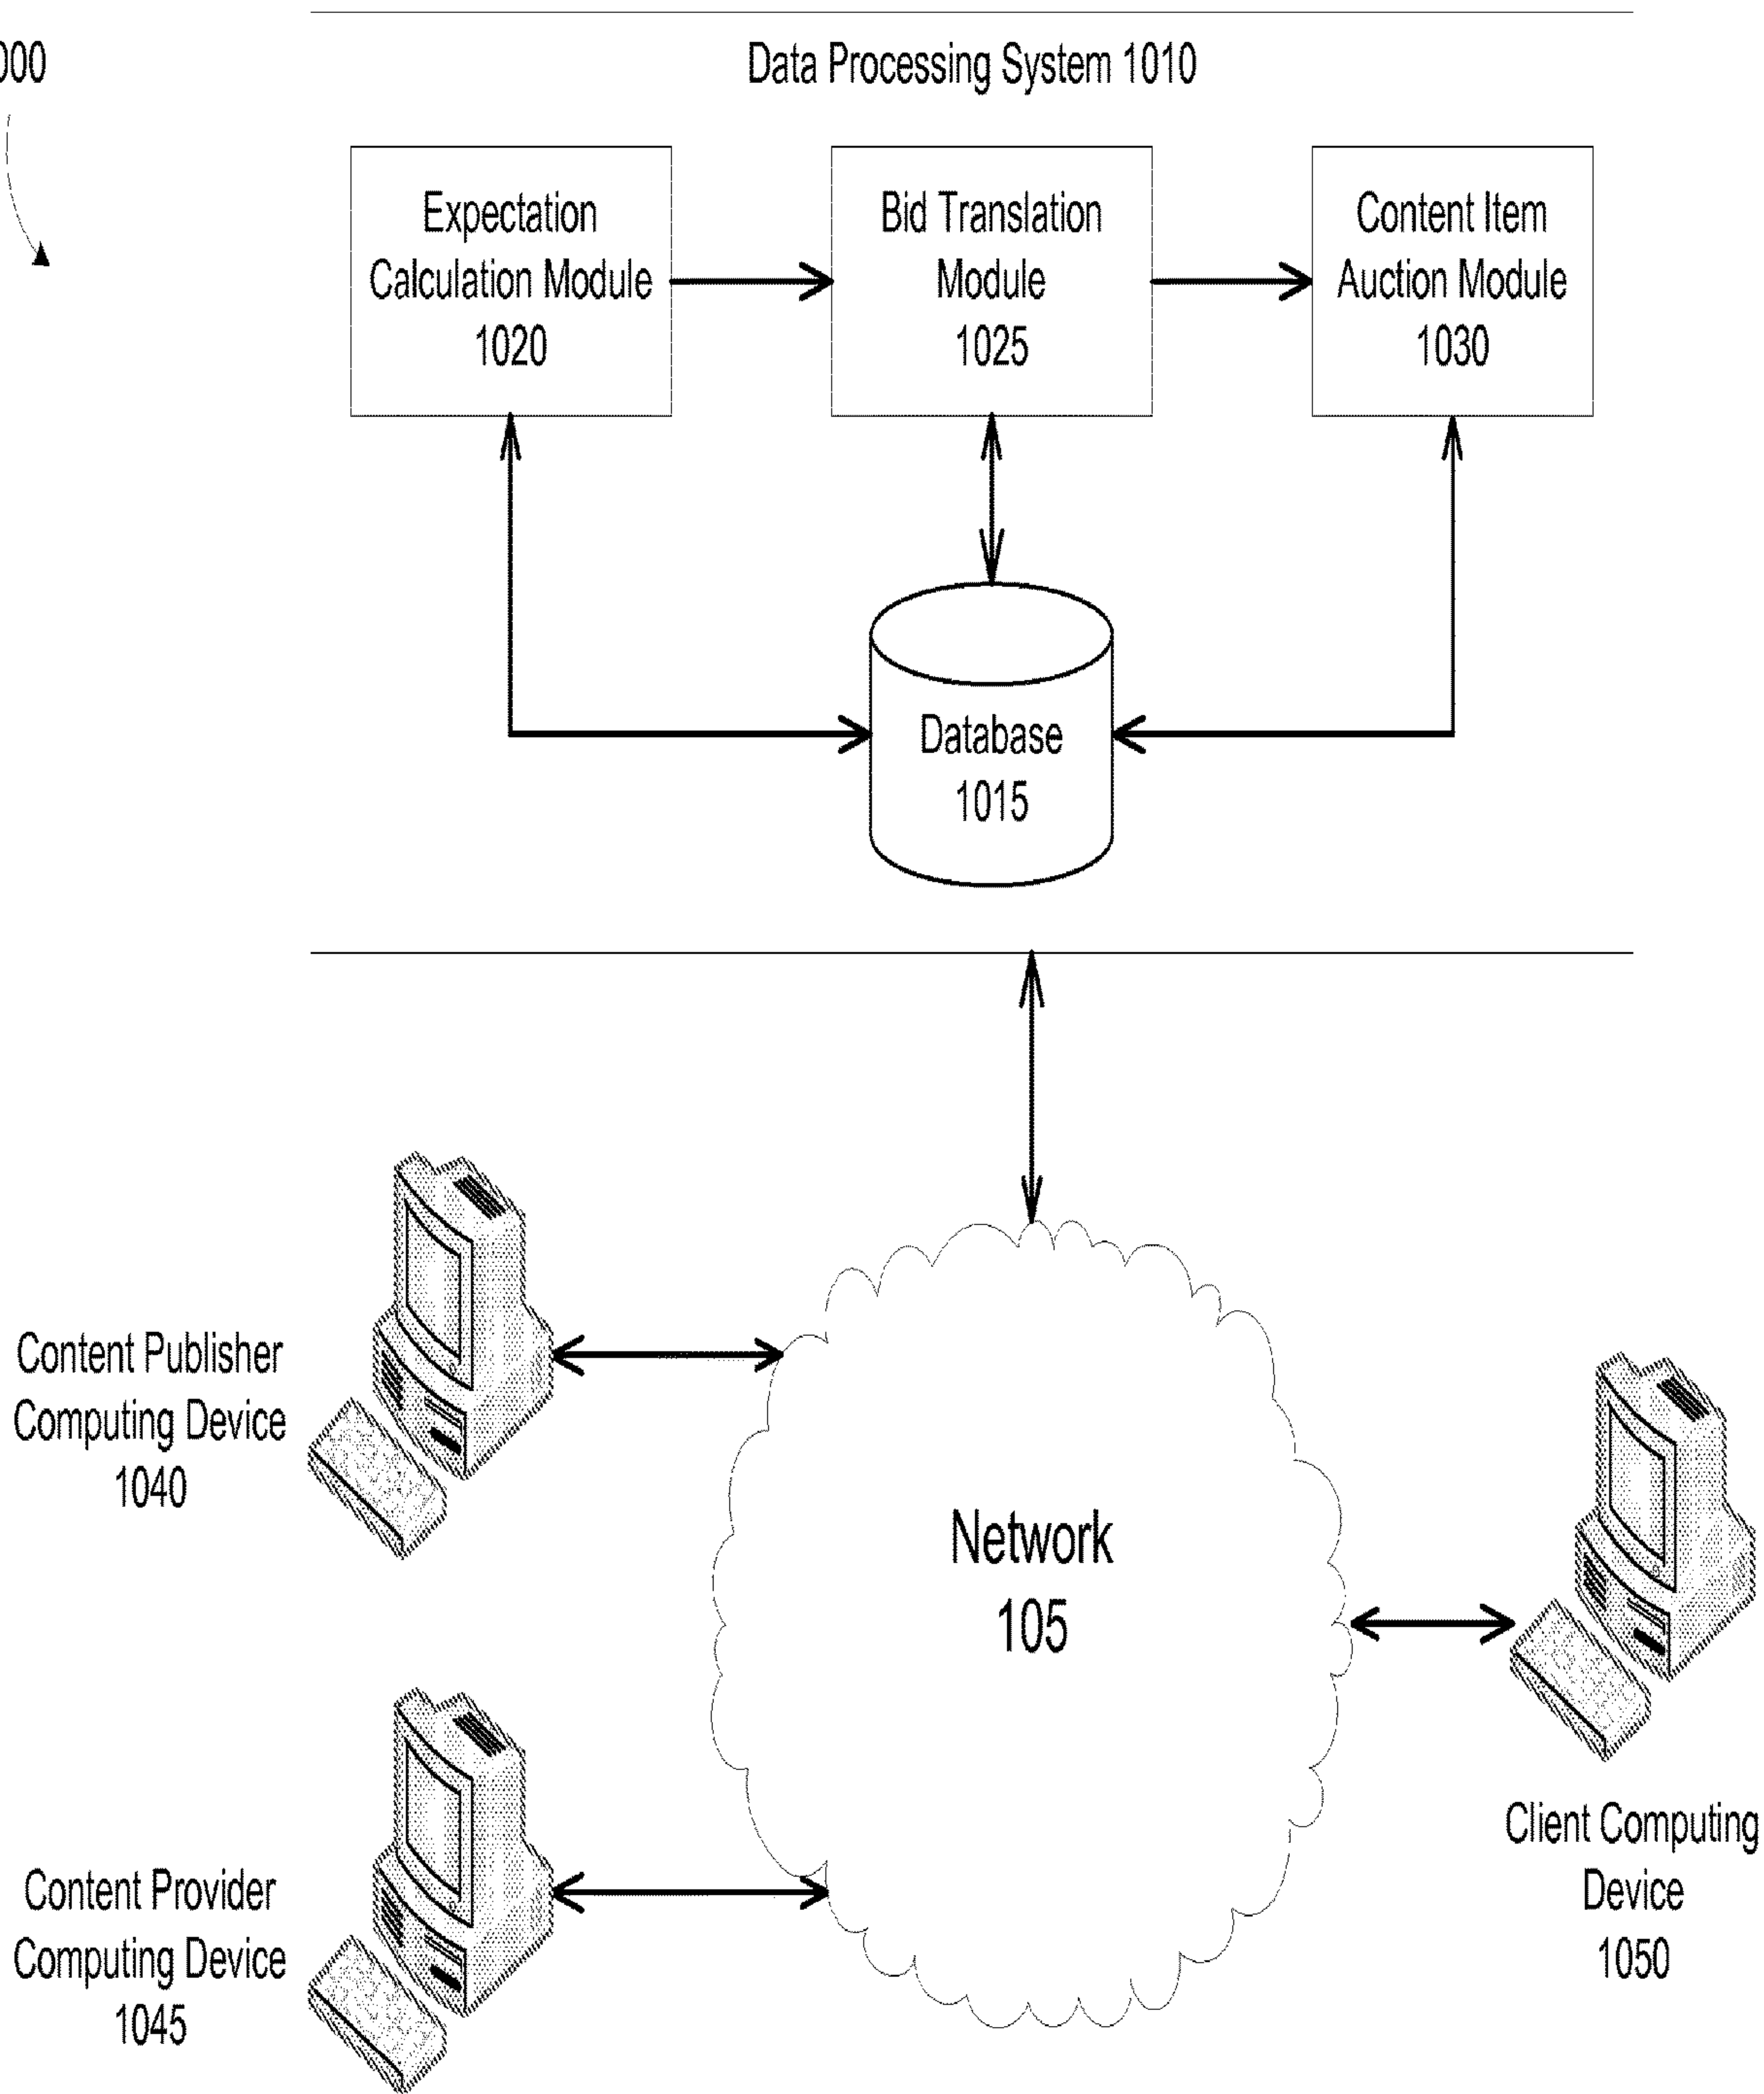 000
Data Processing System 1010
Expectation
Calculation Module
1020
Bid Translation
Module
1025
Content Item
Auction Module
1030
Database
1015
Content Publisher
Computing Device
1040
Network
105
Client Computing
Device
1050
Content Provider
Computing Device
1045